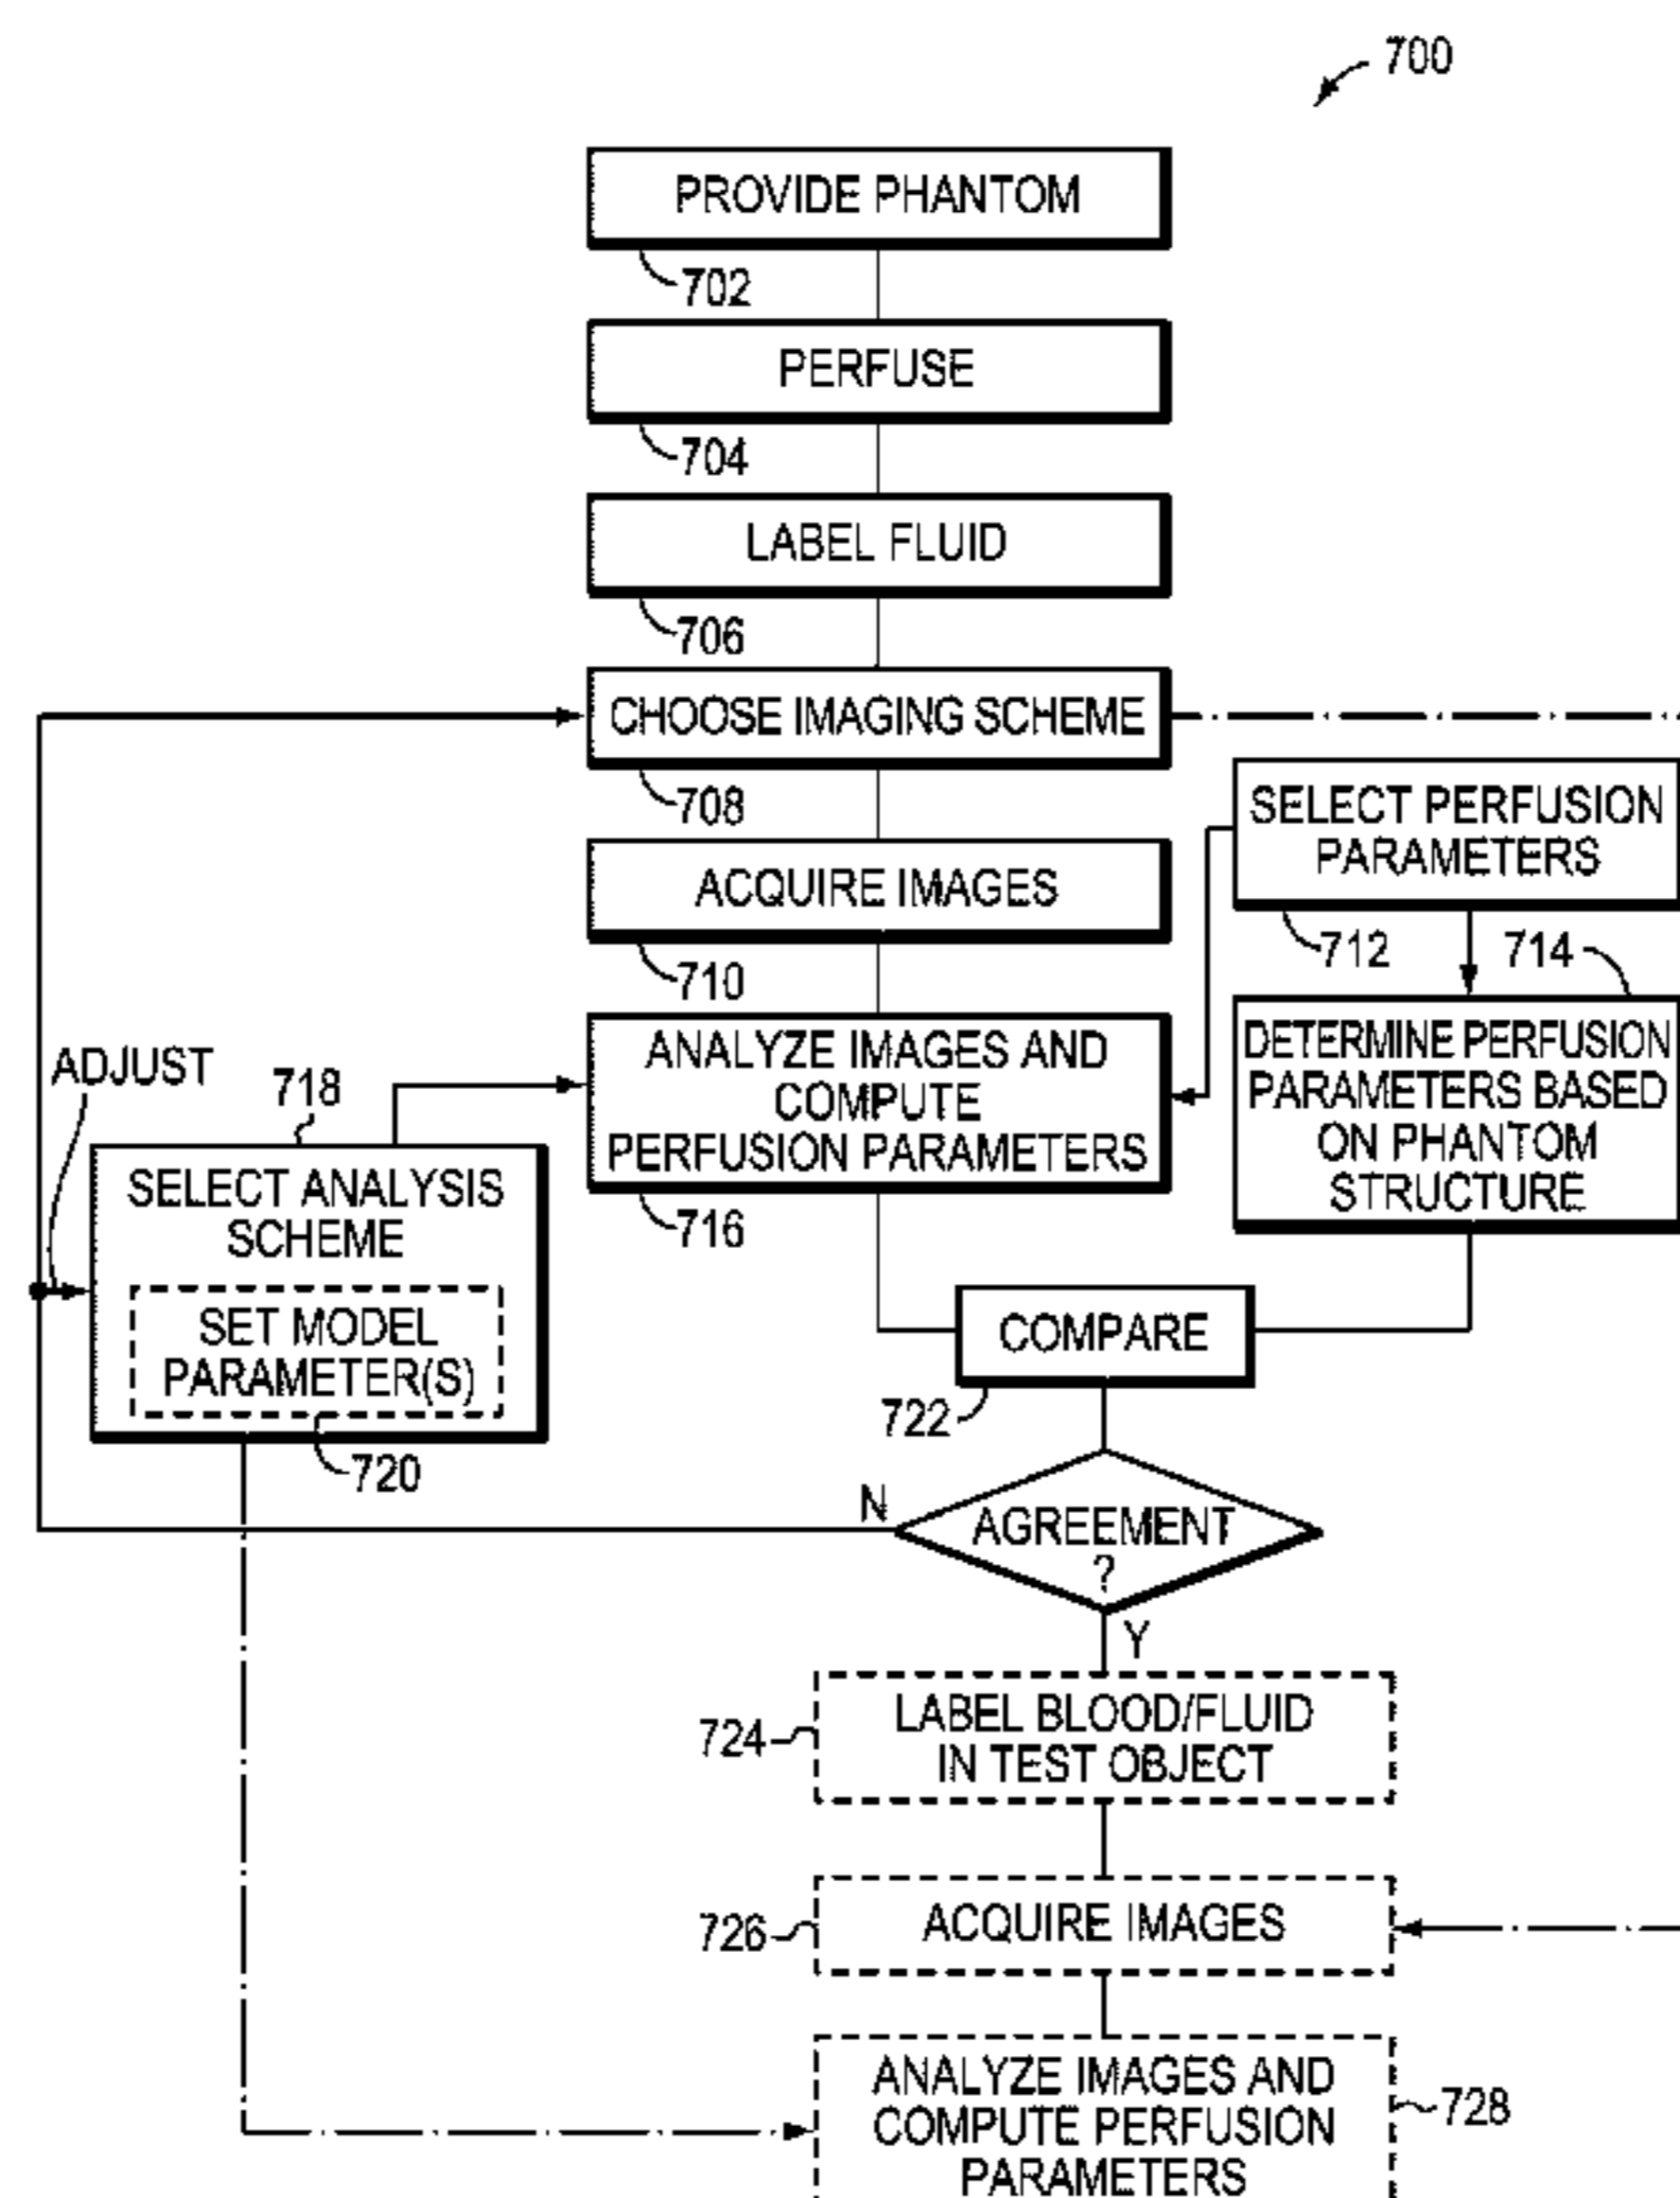 700
PROVIDE PHANTOM
702
PERFUSE
704
LABEL FLUID
706
CHOOSE IMAGING SCHEME
708
SELECT PERFUSION
PARAMETERS
712
ACQUIRE IMAGES
710
714
DETERMINE PERFUSION
PARAMETERS BASED
ON PHANTOM
STRUCTURE
ANALYZE IMAGES AND
COMPUTE
PERFUSION PARAMETERS
716
ADJUST
718
SELECT ANALYSIS
SCHEME
SET MODEL
PARAMETER(S)
720
COMPARE
722
N
AGREEMENT
?
Y
724
LABEL BLOOD/FLUID
IN TEST OBJECT
726
ACQUIRE IMAGES
ANALYZE IMAGES AND
COMPUTE PERFUSION
PARAMETERS
728